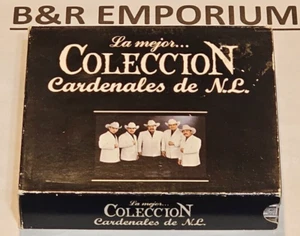 B&R EMPORIUM
La mejor...
COLECCION
Cardenales de N.L.
La mejor...
COLECCION
Cardenales de N.L.